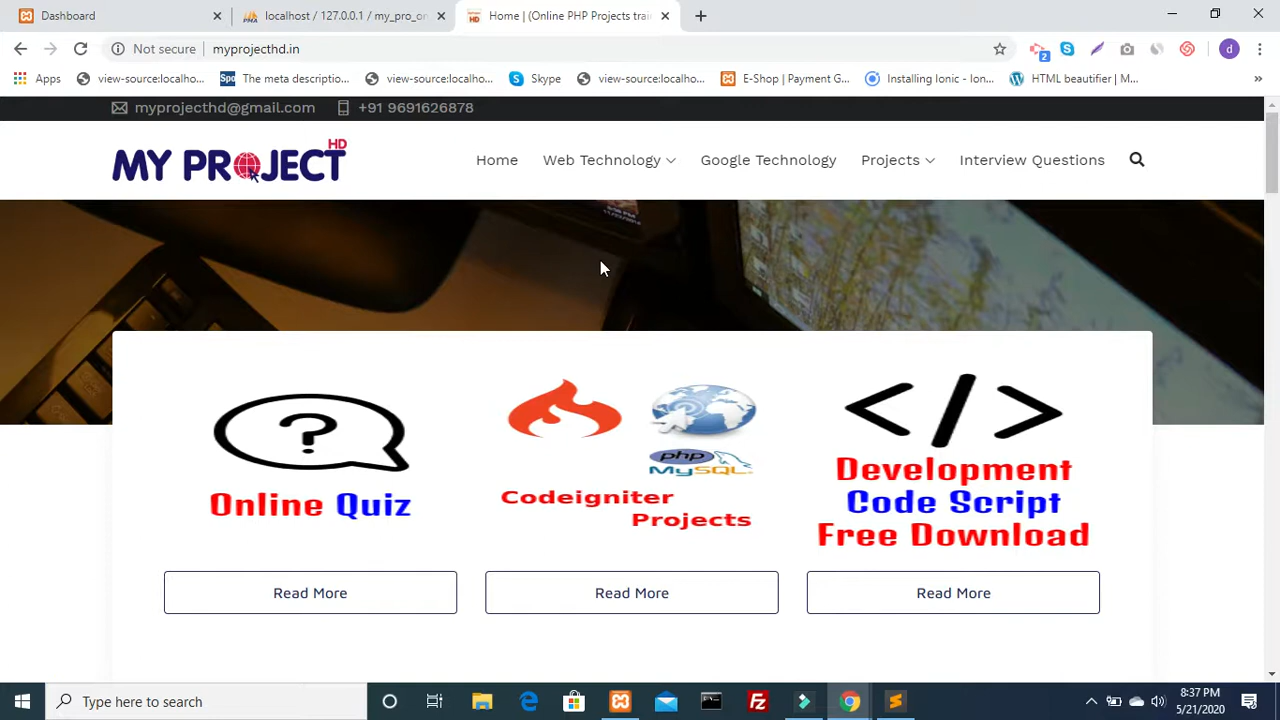 Dashboard
localhost / 127.0.0.1 / my_pro_on
Home | (Online PHP Projects trai
Not secure
myprojecthd.in
2
d
Apps
view-source:localho...
Spo
The meta descriptio...
view-source:localho...
Skype
view-source:localho...
E-Shop | Payment G...
Installing Ionic - Ion...
HTML beautifier | M...
»
myprojecthd@gmail.com
+91 9691626878
MY PROJECT HD
Home
Web Technology
Google Technology
Projects
Interview Questions
?
Online Quiz
php
MySQL
Codeigniter
Projects
</>
Development
Code Script
Free Download
Read More
Read More
Read More
Type here to search
8:37 PM
5/21/2020